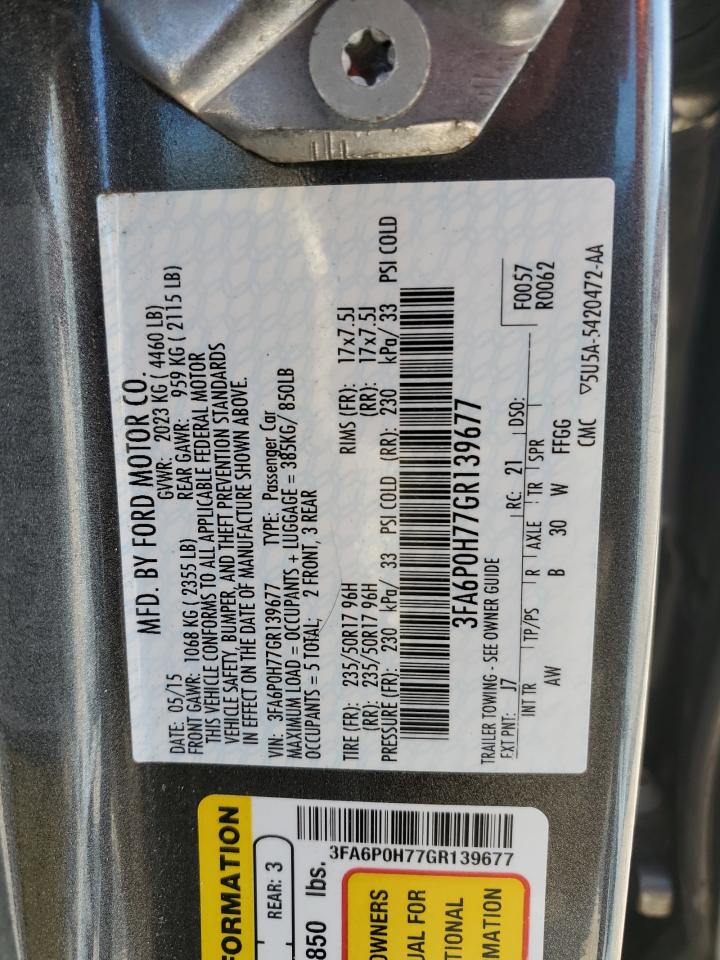 MFD. BY FORD MOTOR CO.
DATE: 05/15 GVWR: 2023 KG ( 4460 LB)
FRONT GAWR: 1068 KG ( 2355 LB) REAR GAWR: 959 KG ( 2115 LB)
THIS VEHICLE CONFORMS TO ALL APPLICABLE FEDERAL MOTOR
VEHICLE SAFETY, BUMPER, AND THEFT PREVENTION STANDARDS
IN EFFECT ON THE DATE OF MANUFACTURE SHOWN ABOVE.
VIN: 3FA6P0H77GR139677 TYPE: Passenger Car
MAXIMUM LOAD = OCCUPANTS + LUGGAGE = 385KG/ 850LB
OCCUPANTS = 5 TOTAL; 2 FRONT, 3 REAR
TIRE (FR): 235/50R17 96H RIMS (FR): 17x7.5J
(RR): 235/50R17 96H (RR): 17x7.5J
PRESSURE (FR): 230 kPa/ 33 PSI COLD (RR): 230 kPa/ 33 PSI COLD
3FA6P0H77GR139677
TRAILER TOWING - SEE OWNER GUIDE
F0057
EXT PNT: J7 RC: 21 DSO: R0062
INT TR TP/PS R AXLE TR SPR
AW B 30 W FFGG
CMC ▽5U5A-5420472-AA
FORMATION
REAR: 3
850 lbs.
3FA6P0H77GR139677
OWNERS
UAL FOR
TIONAL
MATION